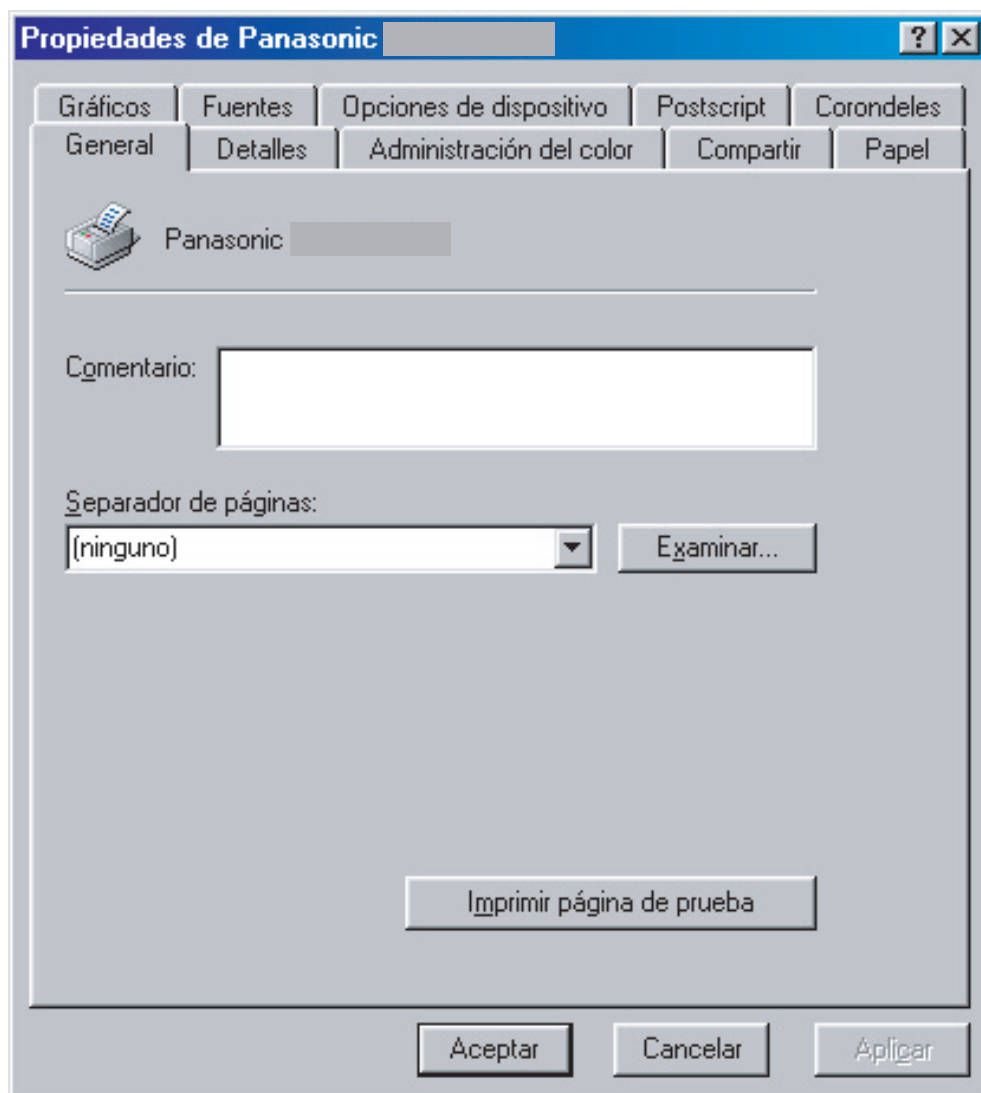 Propiedades de Panasonic
Gráficos Fuentes Opciones de dispositivo Postscript Corondeles
General Detalles Administración del color Compartir Papel
Panasonic
Comentario:
Separador de páginas:
(ninguno) Examinar...
Imprimir página de prueba
Aceptar Cancelar Aplicar